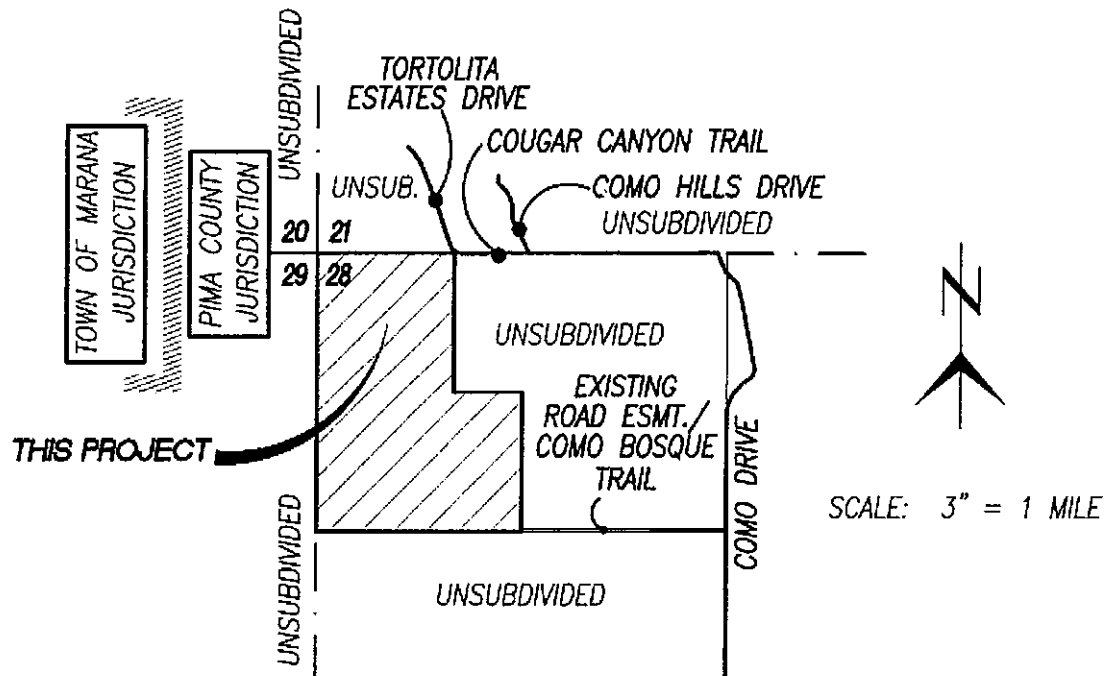 UNSUBDIVIDED
TORTOLITA
ESTATES DRIVE
COUGAR CANYON TRAIL
COMO HILLS DRIVE
UNSUB.
UNSUBDIVIDED
TOWN OF MARANA
JURISDICTION
PIMA COUNTY
JURISDICTION
20 21
29 28
N
UNSUBDIVIDED
EXISTING
ROAD ESMT./
COMO BOSQUE
TRAIL
THIS PROJECT
COMO DRIVE
SCALE: 3" = 1 MILE
UNSUBDIVIDED
UNSUBDIVIDED